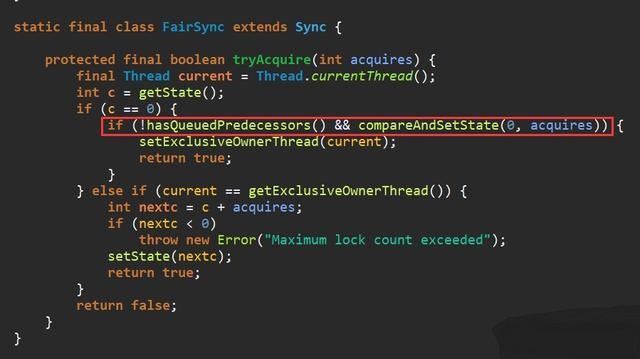 static final class FairSync extends Sync {
protected final boolean tryAcquire(int acquires) {
final Thread current = Thread.currentThread();
int c = getState();
if (c == 0) {
if (!hasQueuedPredecessors() && compareAndSetState(0, acquires)) {
setExclusiveOwnerThread(current);
return true;
}
} else if (current == getExclusiveOwnerThread()) {
int nextc = c + acquires;
if (nextc < 0)
throw new Error("Maximum lock count exceeded");
setState(nextc);
return true;
}
return false;
}
}